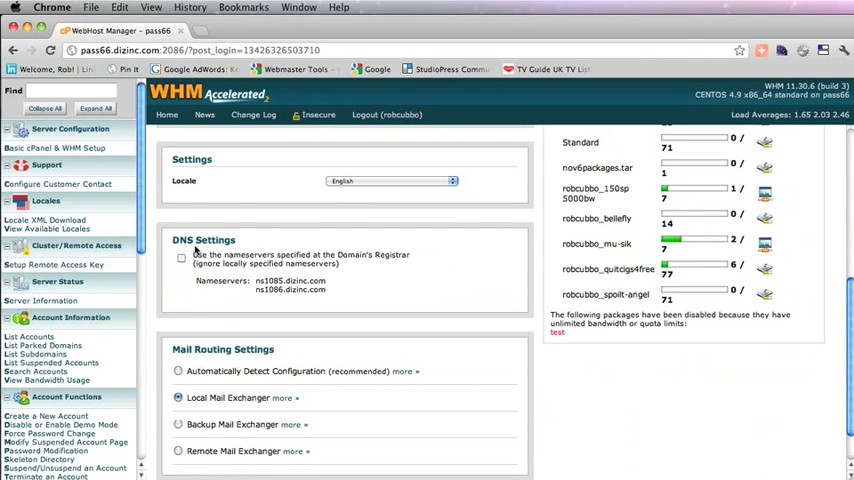 Chrome File Edit View History Bookmarks Window Help
cP WebHost Manager - pass66
pass66.dizinc.com:2086/?post_login=13426326503710
Welcome, Rob! | Lin Pin It Google AdWords: Ke Webmaster Tools - Google StudioPress Commu TV Guide UK TV List
Find
Collapse All Expand All
Server Configuration
Basic cPanel & WHM Setup
Support
Configure Customer Contact
Locales
Locale XML Download
View Available Locales
Cluster/Remote Access
Setup Remote Access Key
Server Status
Server Information
Account Information
List Accounts
List Parked Domains
List Subdomains
List Suspended Accounts
Search Accounts
View Bandwidth Usage
Account Functions
Create a New Account
Disable or Enable Demo Mode
Force Password Change
Modify Suspended Account Page
Password Modification
Skeleton Directory
Suspend/Unsuspend an Account
Terminate an Account
WHM Accelerated2
WHM 11.30.6 (build 3)
CENTOS 4.9 x86_64 standard on pass66
Home News Change Log Insecure Logout (robcubbo)
Load Averages: 1.65 2.03 2.46
Settings
Locale English
DNS Settings
Use the nameservers specified at the Domain's Registrar
(ignore locally specified nameservers)
Nameservers: ns1085.dizinc.com
ns1086.dizinc.com
Mail Routing Settings
Automatically Detect Configuration (recommended) more »
Local Mail Exchanger more »
Backup Mail Exchanger more »
Remote Mail Exchanger more »
Standard 0 /
71
nov6packages.tar 0 /
1
robcubbo_150sp
5000bw 1 /
7
robcubbo_bellefly 0 /
14
robcubbo_mu-sik 2 /
7
robcubbo_quitcigs4free 6 /
77
robcubbo_spoilt-angel 0 /
71
The following packages have been disabled because they have
unlimited bandwidth or quota limits:
test